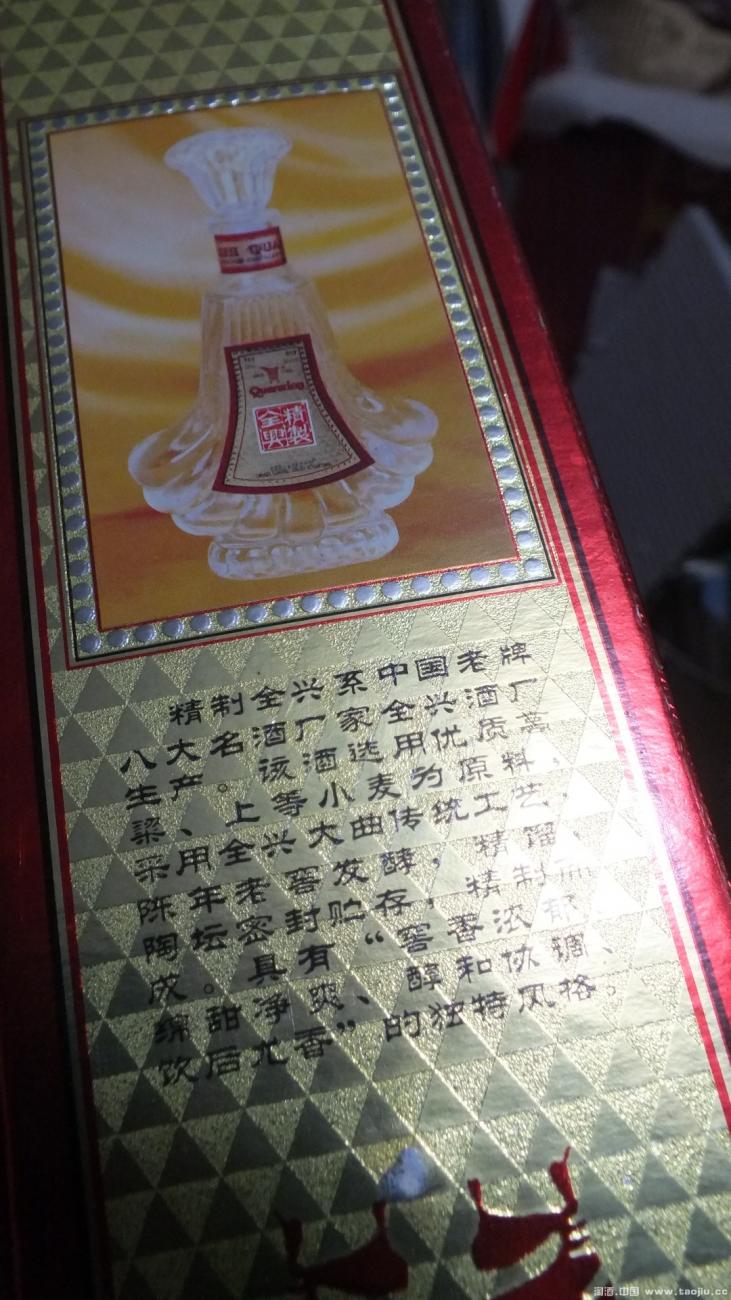 Quanxing
全興
精製
精制全兴系中国老牌
八大名酒厂家全兴酒厂
生产。该酒选用优质高
粱、上等小麦为原料,
采用全兴大曲传统工艺,
陈年老窖发酵,精馏、
陶坛密封贮存,精制而
成。具有“窖香浓郁、
绵甜净爽、醇和协调、
饮后尤香”的独特风格。
淘酒.中国 www.taojiu.cc